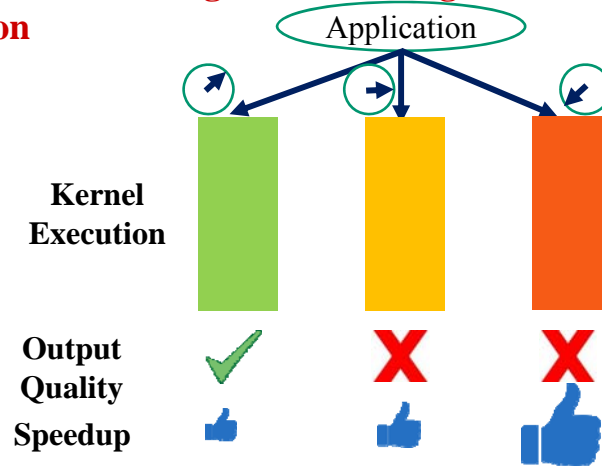 on
Application
Kernel
Execution
Output
Quality
Speedup